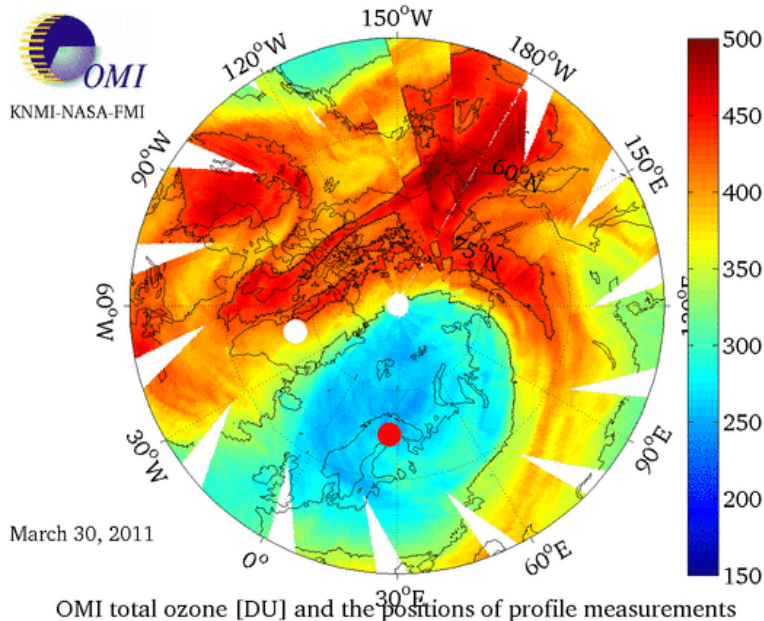 150°W
180°W
120°W
OMI
KNMI-NASA-FMI
90°W
150°E
60°N
75°N
60°W
30°W
90°E
0°
60°E
30°E
March 30, 2011
500
450
400
350
300
250
200
150
OMI total ozone [DU] and the positions of profile measurements